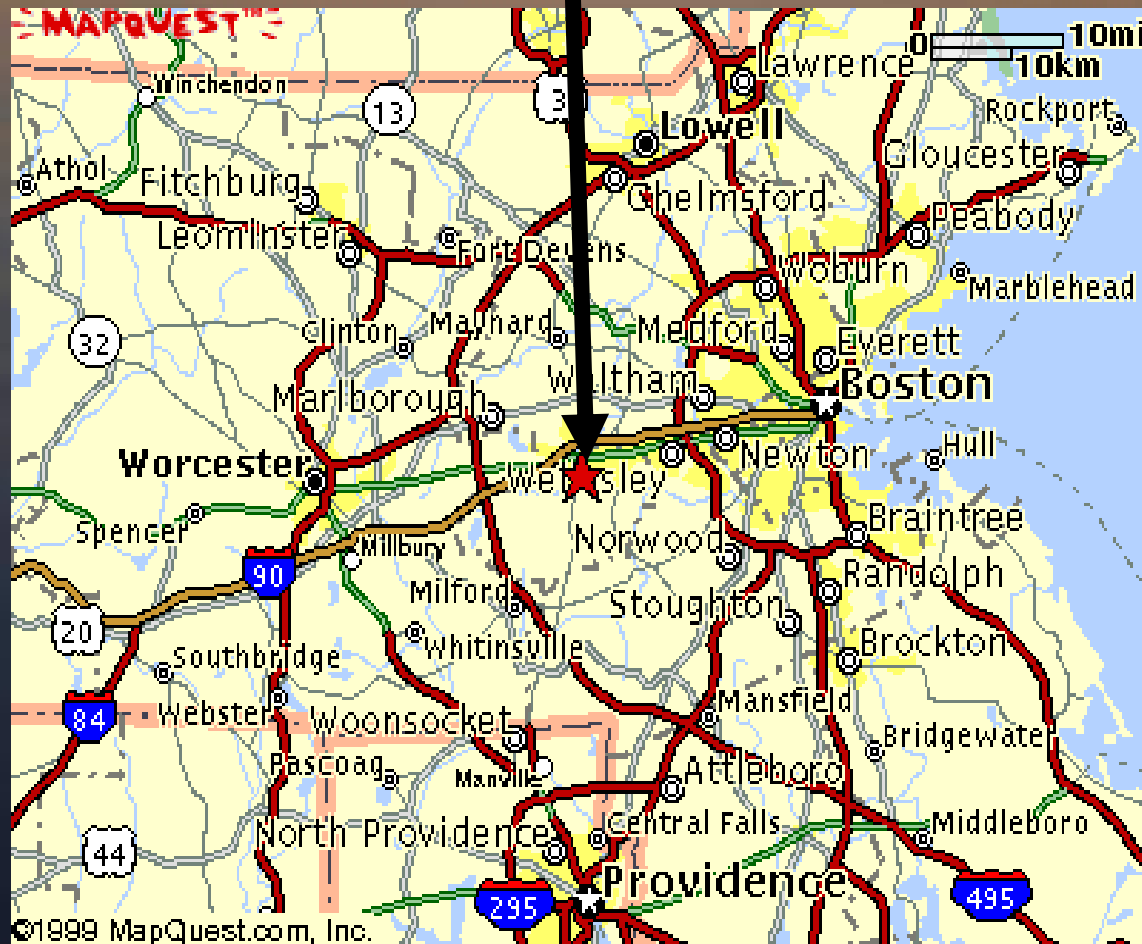 MAPQUEST™
0 10mi
10km
Lawrence
Winchendon
13
3
Rockport
Lowell
Gloucester
Athol
Fitchburg
Chelmsford
Peabody
Leominster
Fort Devens
Woburn
Marblehead
Clinton
Maynard
Medford
Everett
32
Waltham
Boston
Marlborough
Hull
Worcester
Newton
Wellesley
Spencer
Braintree
Norwood
Millbury
90
Randolph
Milford
Stoughton
20
Whitinsville
Brockton
Southbridge
Mansfield
84
Webster
Woonsocket
Bridgewater
Pascoag
Manville
Attleboro
44
North Providence
Central Falls
Middleboro
Providence
295
495
©1999 MapQuest.com, Inc.